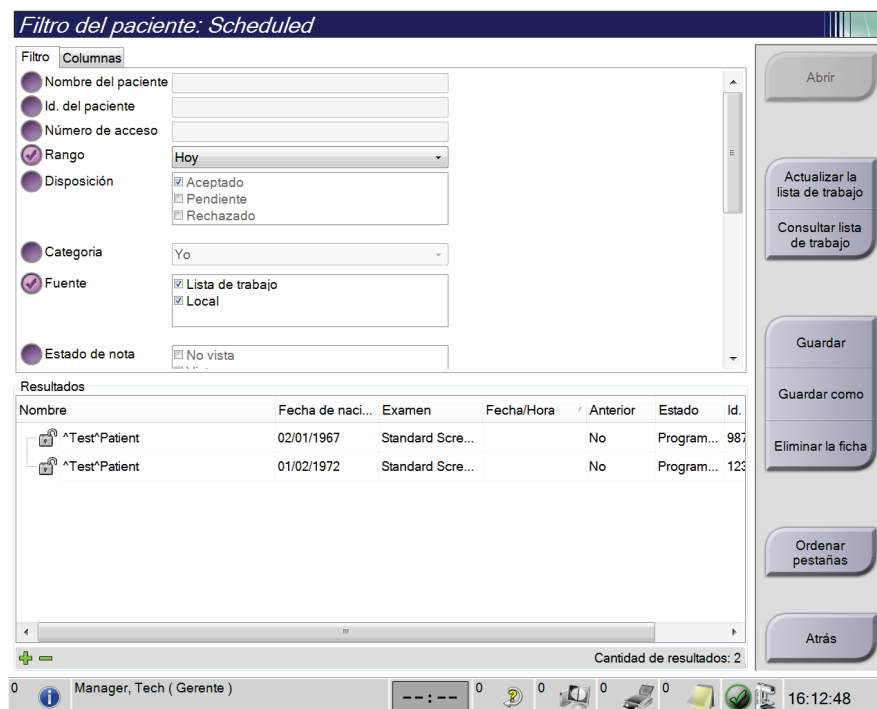 Filtro del paciente: Scheduled
Filtro Columnas
Nombre del paciente
Id. del paciente
Número de acceso
Rango Hoy
Disposición Aceptado
Pendiente
Rechazado
Categoria Yo
Fuente Lista de trabajo
Local
Estado de nota No vista
Resultados
Nombre Fecha de naci... Examen Fecha/Hora Anterior Estado Id.
^Test^Patient 02/01/1967 Standard Scre... No Program... 987
^Test^Patient 01/02/1972 Standard Scre... No Program... 123
Cantidad de resultados: 2
Abrir
Actualizar la
lista de trabajo
Consultar lista
de trabajo
Guardar
Guardar como
Eliminar la ficha
Ordenar
pestañas
Atrás
0 Manager, Tech ( Gerente ) --:-- 0 0 0 0 16:12:48